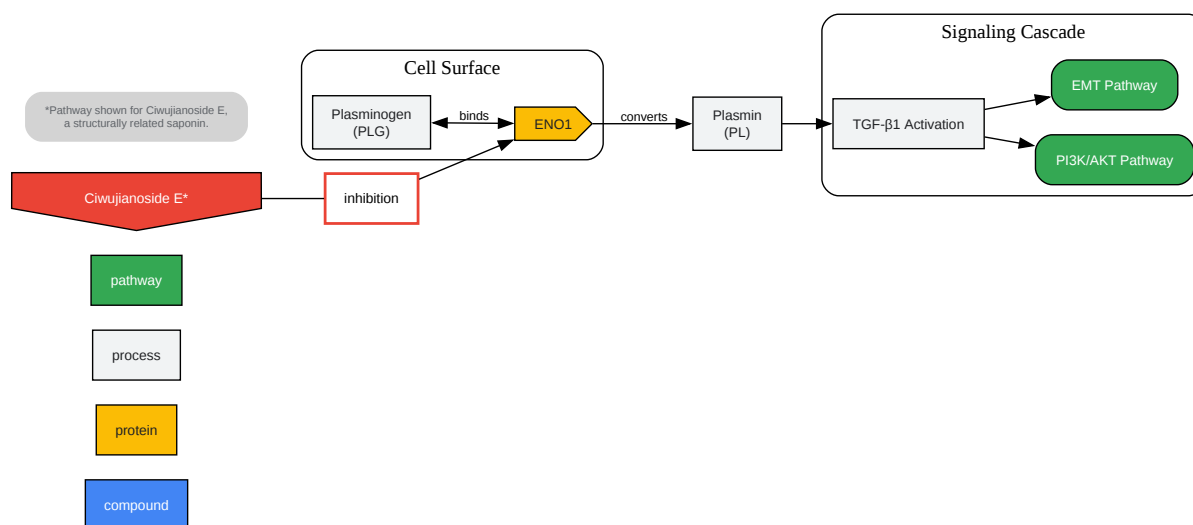 Signaling Cascade
Cell Surface
EMT Pathway
*Pathway shown for Ciwujianoside E,
a structurally related saponin.
Plasminogen
(PLG)
binds
ENO1
converts
Plasmin
(PL)
TGF-β1 Activation
PI3K/AKT Pathway
Ciwujianoside E*
inhibition
pathway
process
protein
compound